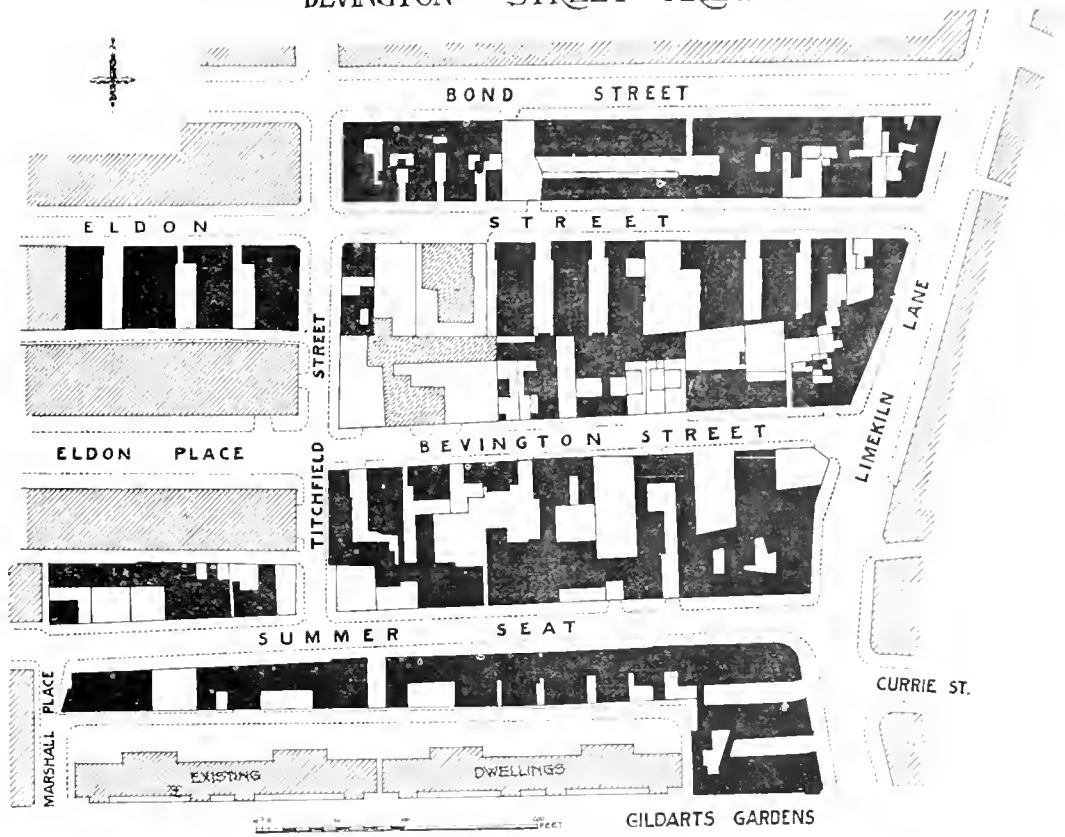 BEVINGTON STREET
BOND STREET
ELDON STREET
TITCHFIELD STREET
LIMEKILN LANE
BEVINGTON STREET
ELDON PLACE
SUMMER SEAT
MARSHALL PLACE
CURRIE ST.
EXISTING DWELLINGS
FEET
GILDARTS GARDENS